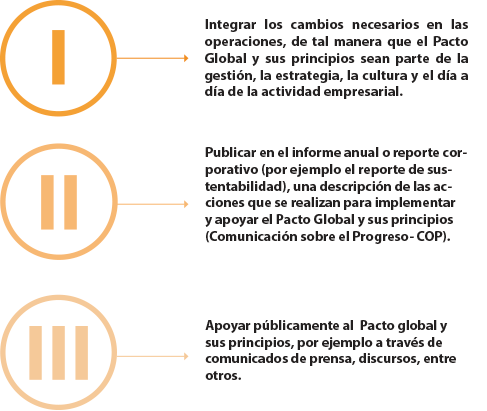 I
Integrar los cambios necesarios en las
operaciones, de tal manera que el Pacto
Global y sus principios sean parte de la
gestión, la estrategia, la cultura y el día a
día de la actividad empresarial.
II
Publicar en el informe anual o reporte cor-
porativo (por ejemplo el reporte de sus-
tentabilidad), una descripción de las ac-
ciones que se realizan para implementar
y apoyar el Pacto Global y sus principios
(Comunicación sobre el Progreso- COP).
III
Apoyar públicamente al Pacto global y
sus principios, por ejemplo a través de
comunicados de prensa, discursos, entre
otros.